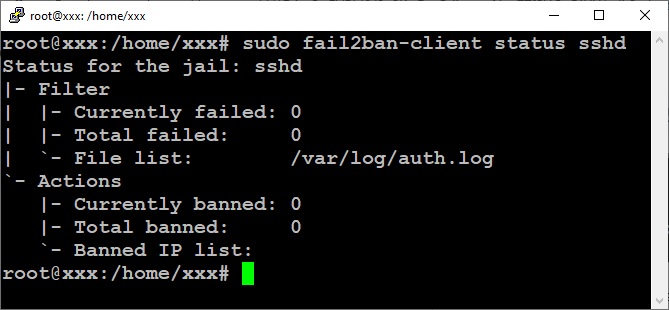 root@xxx: /home/xxx
root@xxx:/home/xxx# sudo fail2ban-client status sshd
Status for the jail: sshd
|- Filter
|  |- Currently failed: 0
|  |- Total failed:     0
|  `- File list:        /var/log/auth.log
`- Actions
   |- Currently banned: 0
   |- Total banned:     0
   `- Banned IP list:
root@xxx:/home/xxx#